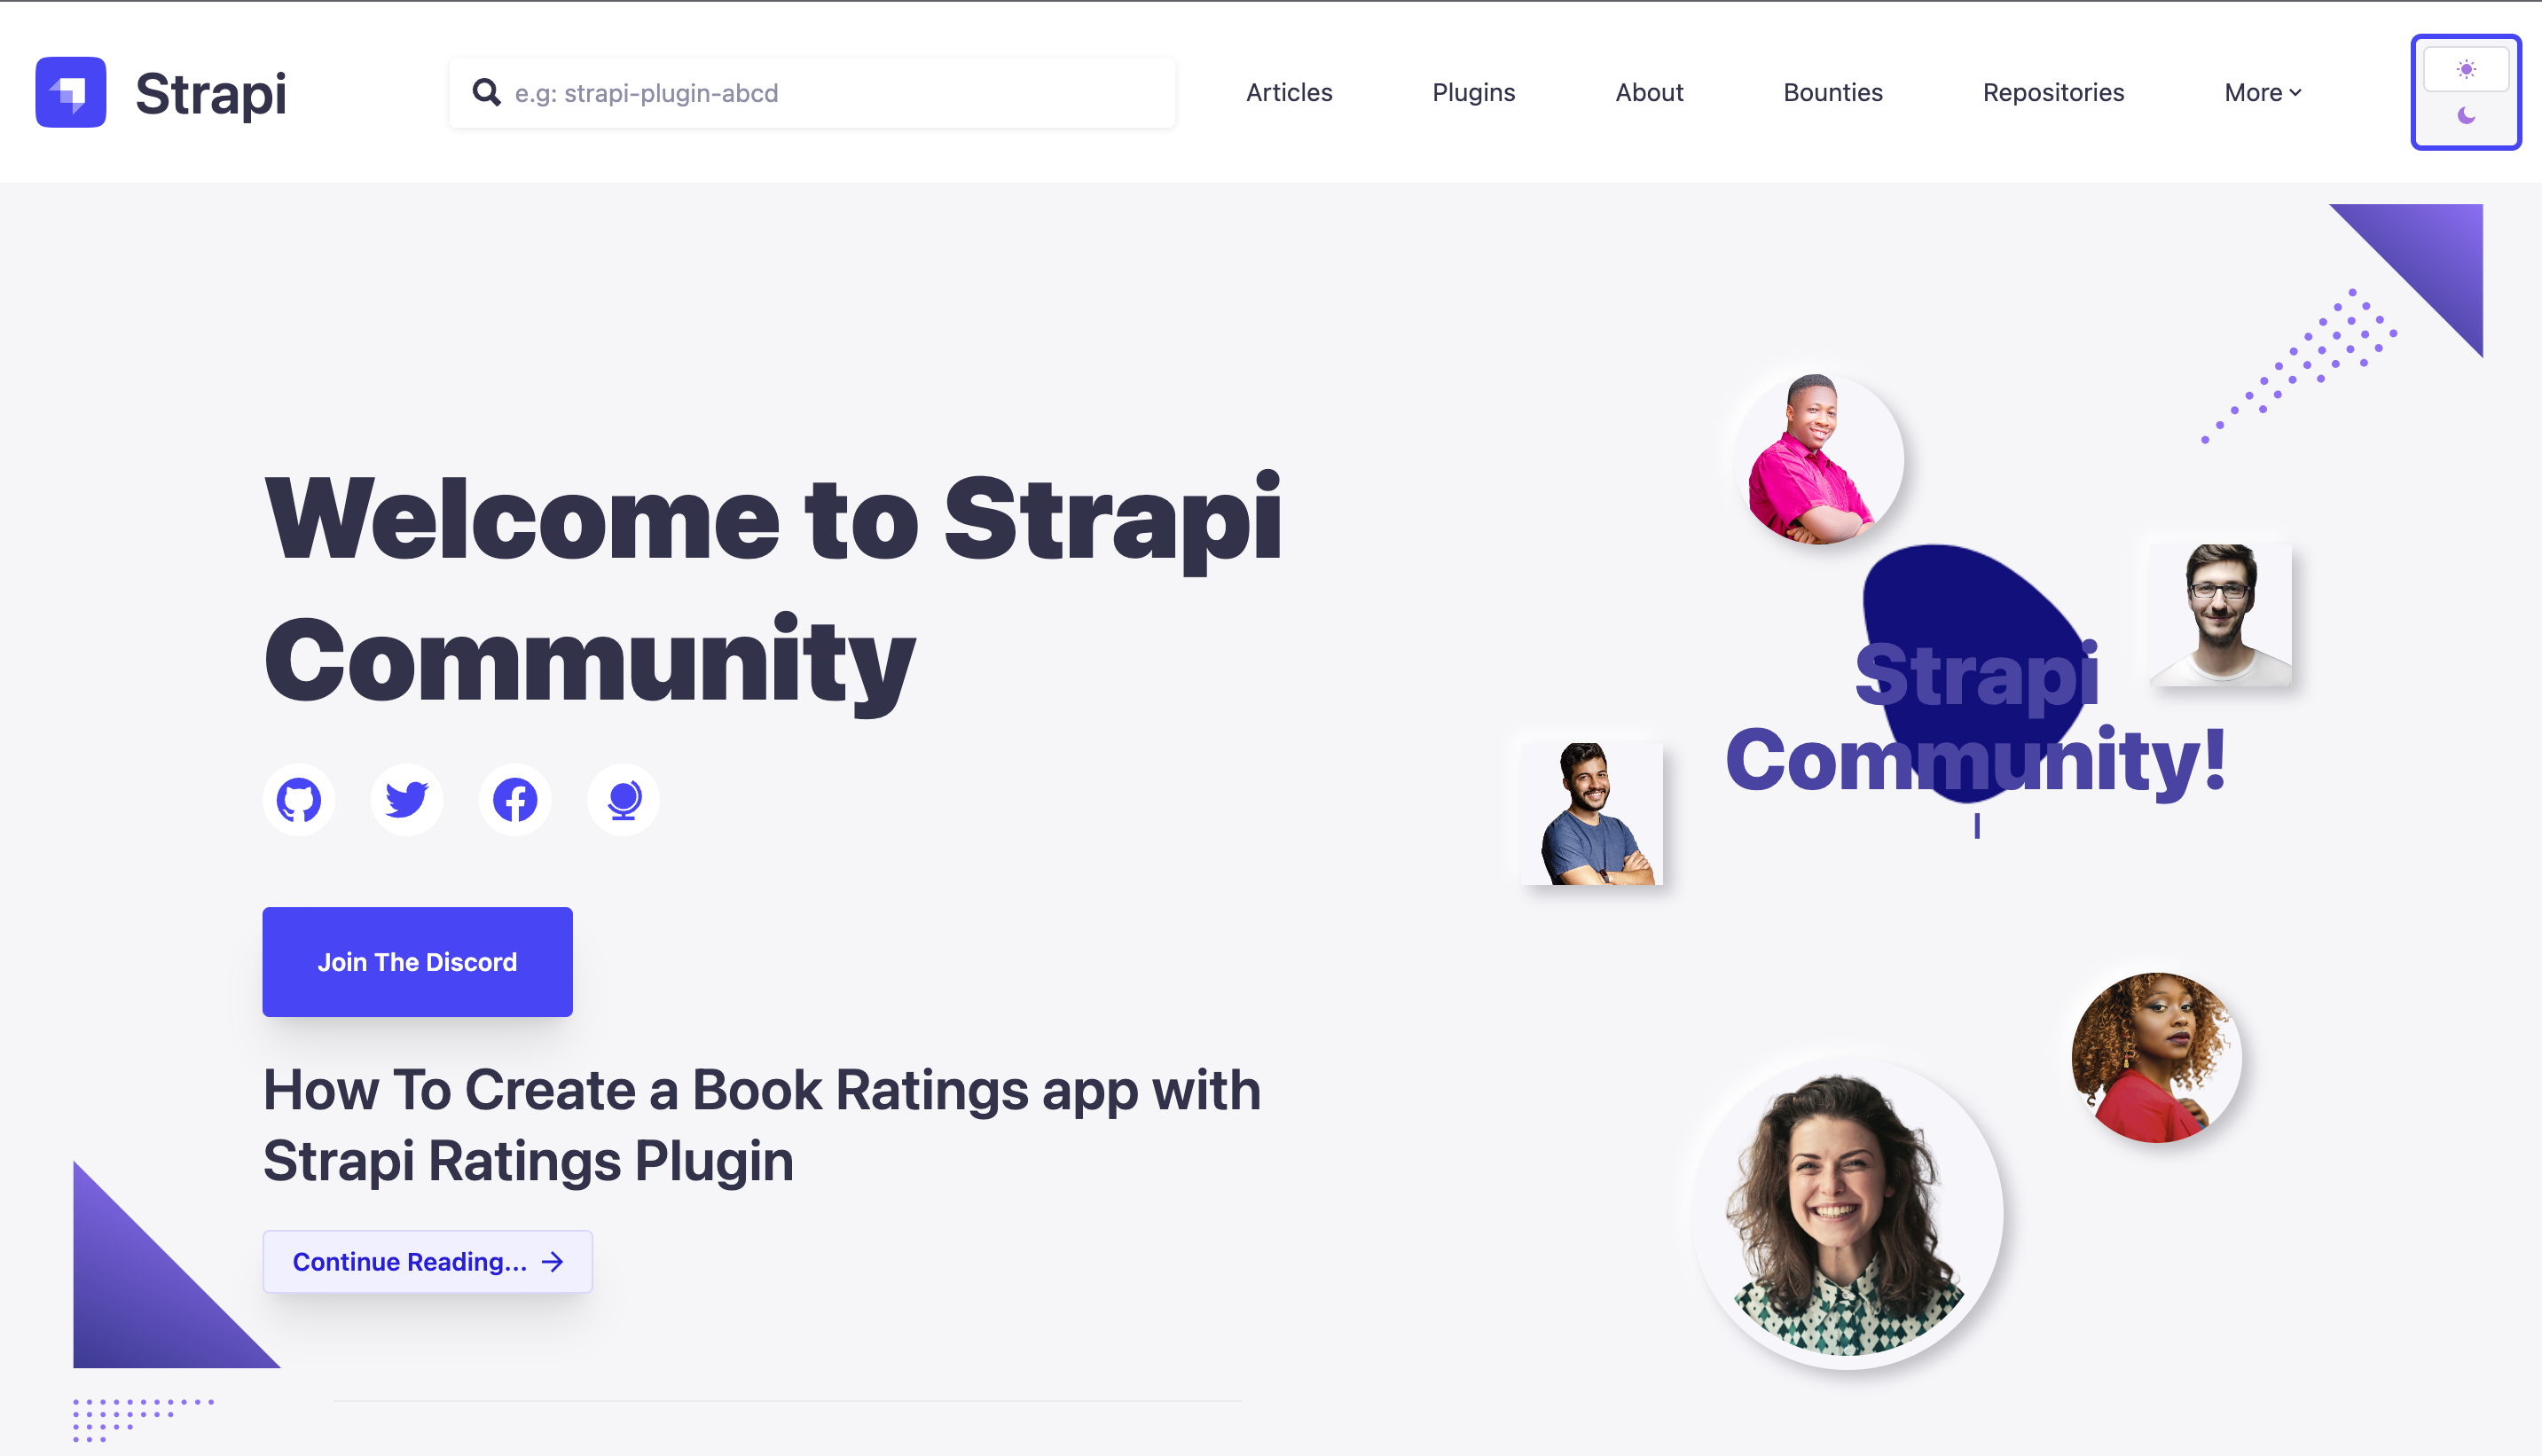 Strapi
e.g: strapi-plugin-abcd
Articles
Plugins
About
Bounties
Repositories
More
Welcome to Strapi
Community
Join The Discord
How To Create a Book Ratings app with
Strapi Ratings Plugin
Continue Reading...
Strapi
Community!